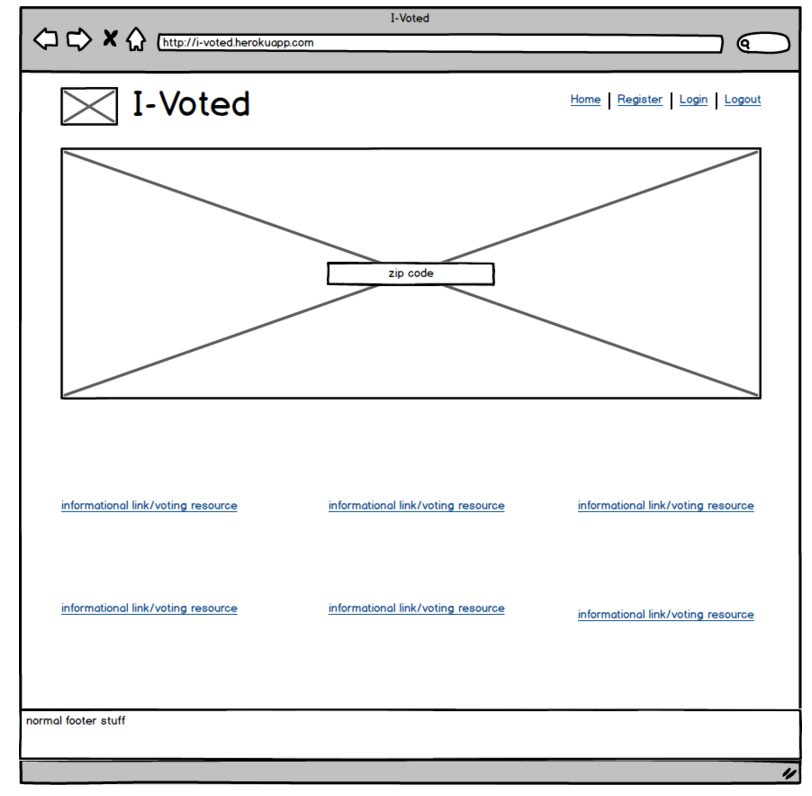 I-Voted
http://i-voted.herokuapp.com
I-Voted
Home | Register | Login | Logout
zip code
informational link/voting resource informational link/voting resource informational link/voting resource
informational link/voting resource informational link/voting resource informational link/voting resource
normal footer stuff